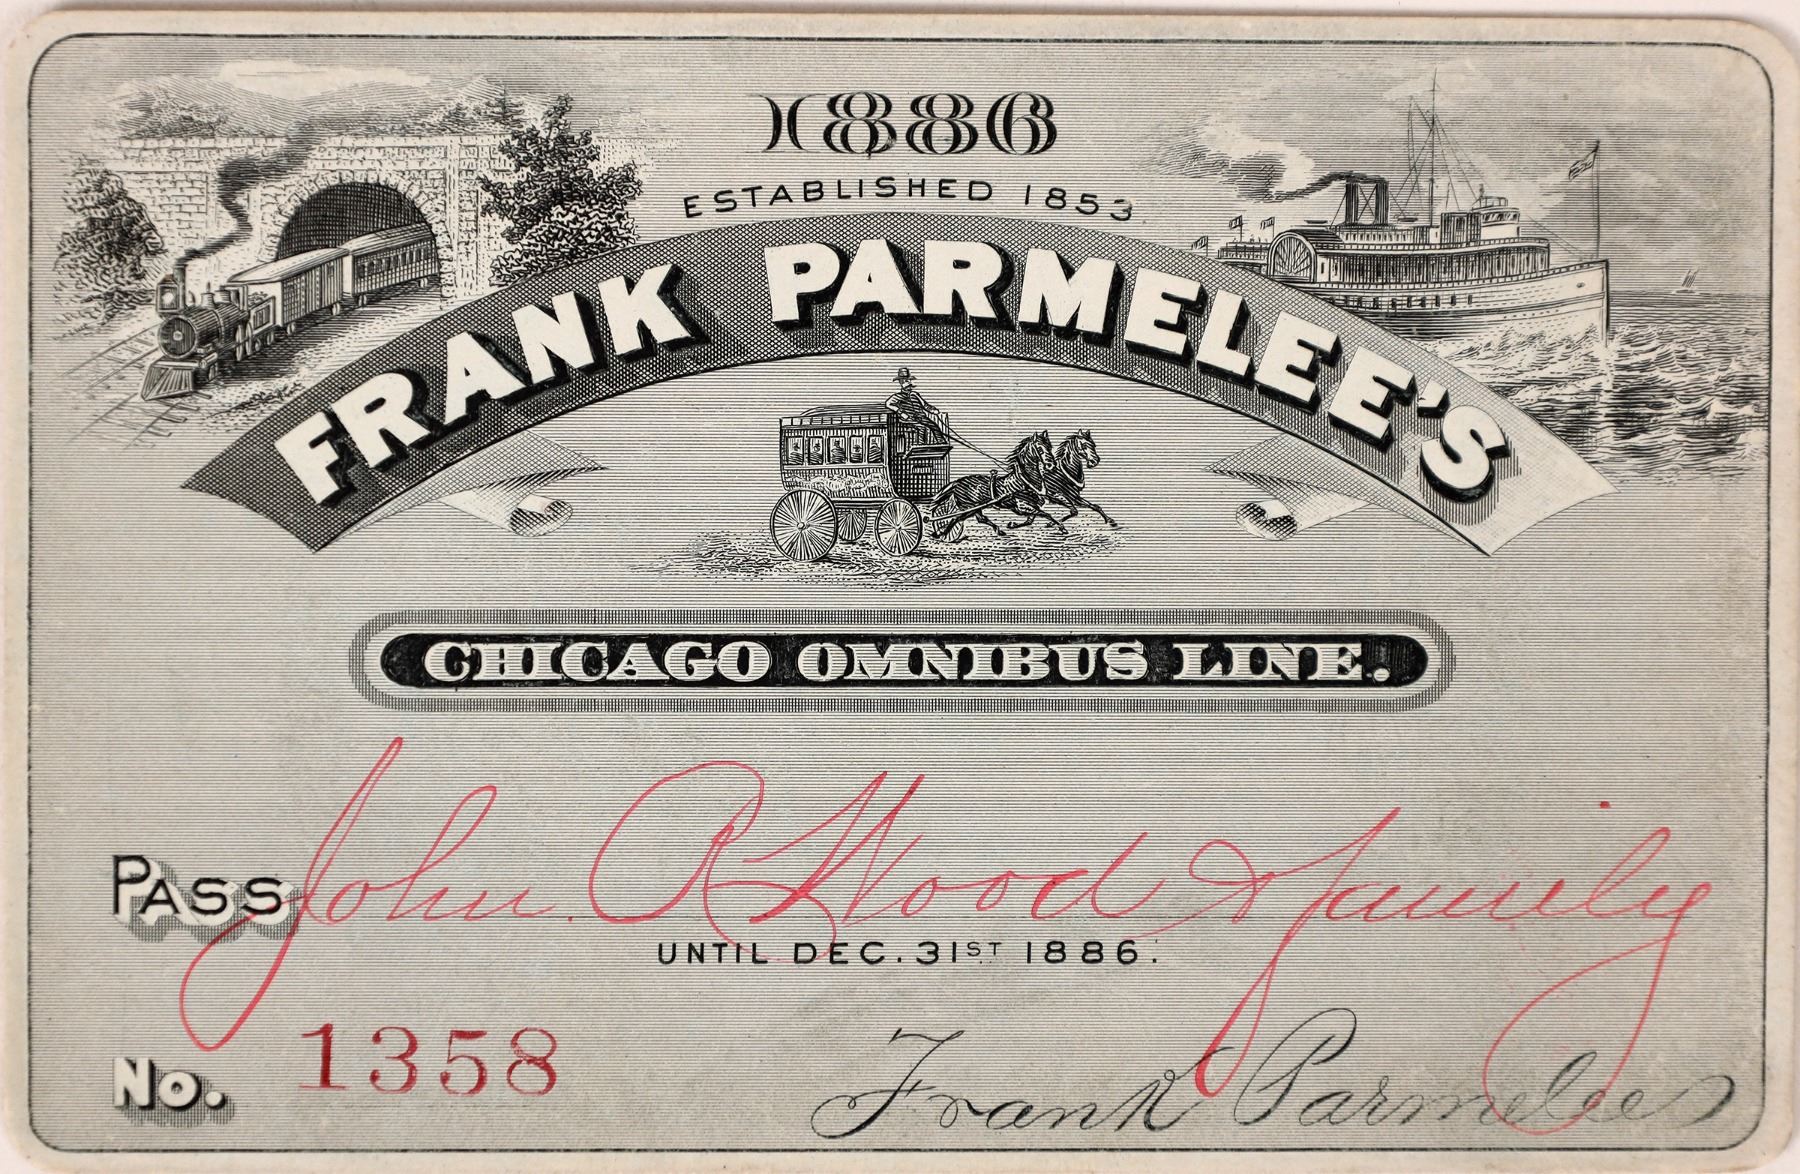 1886
ESTABLISHED 1853
FRANK PARMELEE'S
CHICAGO OMNIBUS LINE.
PASS John R Wood & family
UNTIL DEC. 31ST 1886.
No. 1358
Frank Parmelee